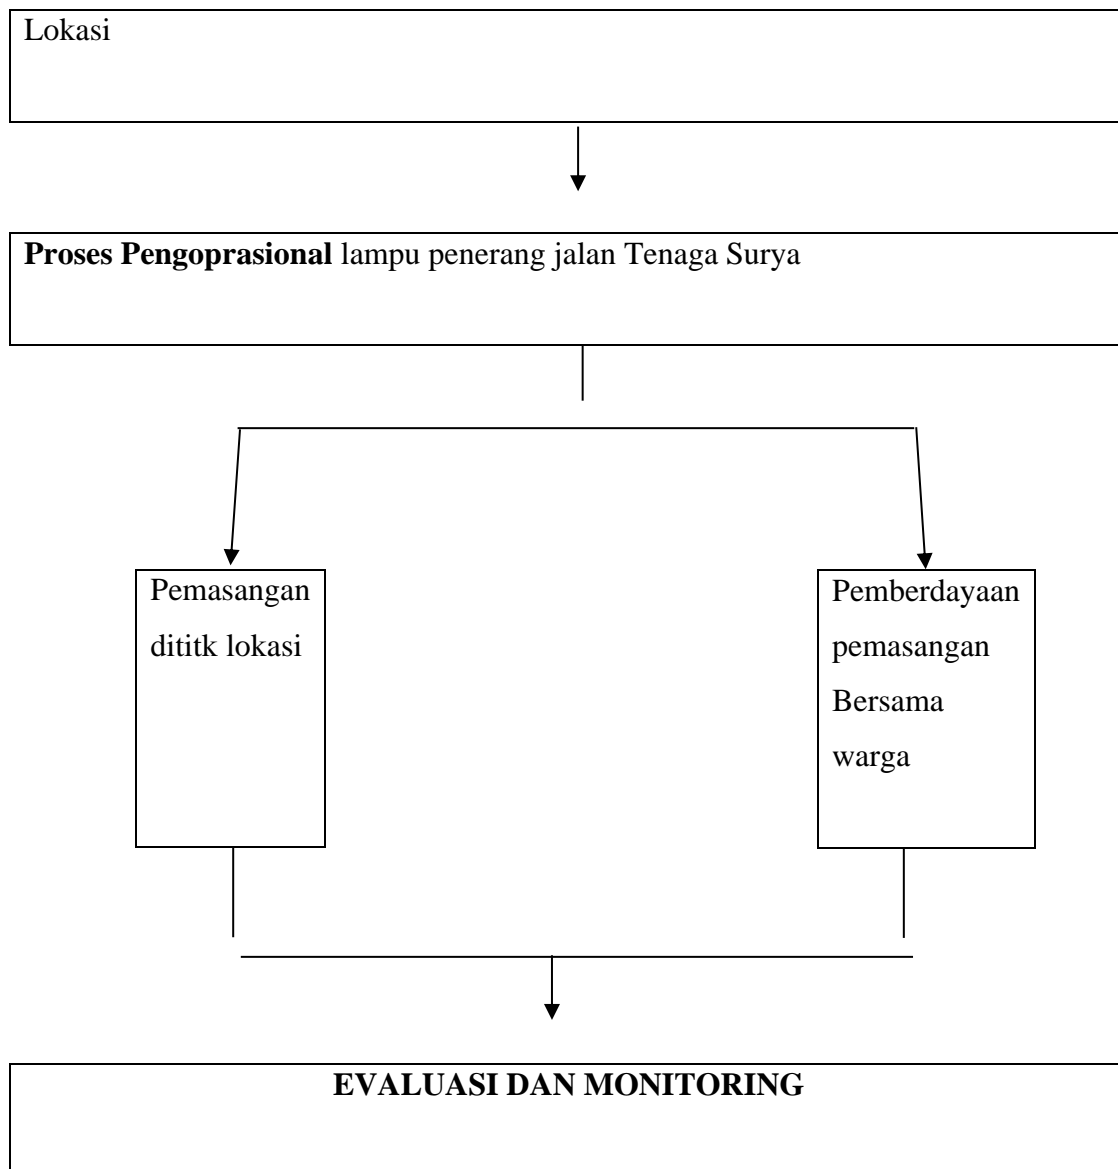 Lokasi
Proses Pengoprasional lampu penerang jalan Tenaga Surya
Pemasangan
dititk lokasi
Pemberdayaan
pemasangan
Bersama
warga
EVALUASI DAN MONITORING